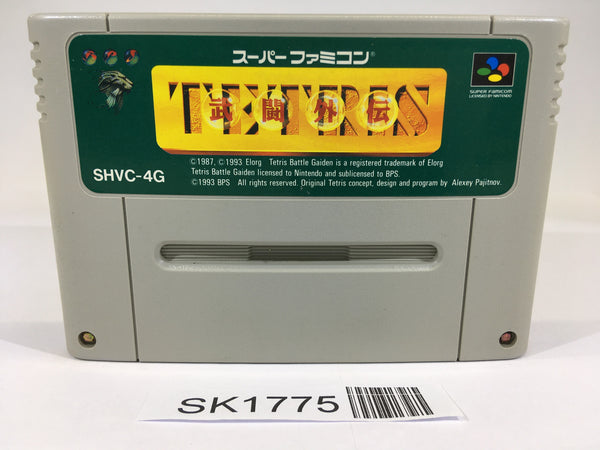 スーパーファミコン®
TETRIS
武闘外伝
SUPER FAMICOM
LICENSED BY NINTENDO
©1987, ©1993 Elorg Tetris Battle Gaiden is a registered trademark of Elorg
Tetris Battle Gaiden licensed to Nintendo and sublicensed to BPS.
©1993 BPS All rights reserved. Original Tetris concept, design and program by Alexey Pajitnov.
SHVC-4G
SK1775